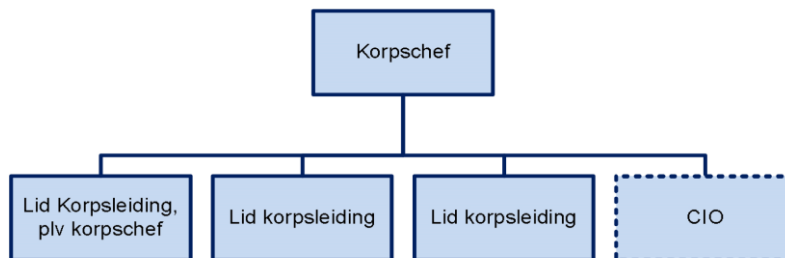 Korpschef
Lid Korpsleiding,
plv korpschef
Lid korpsleiding
Lid korpsleiding
CIO